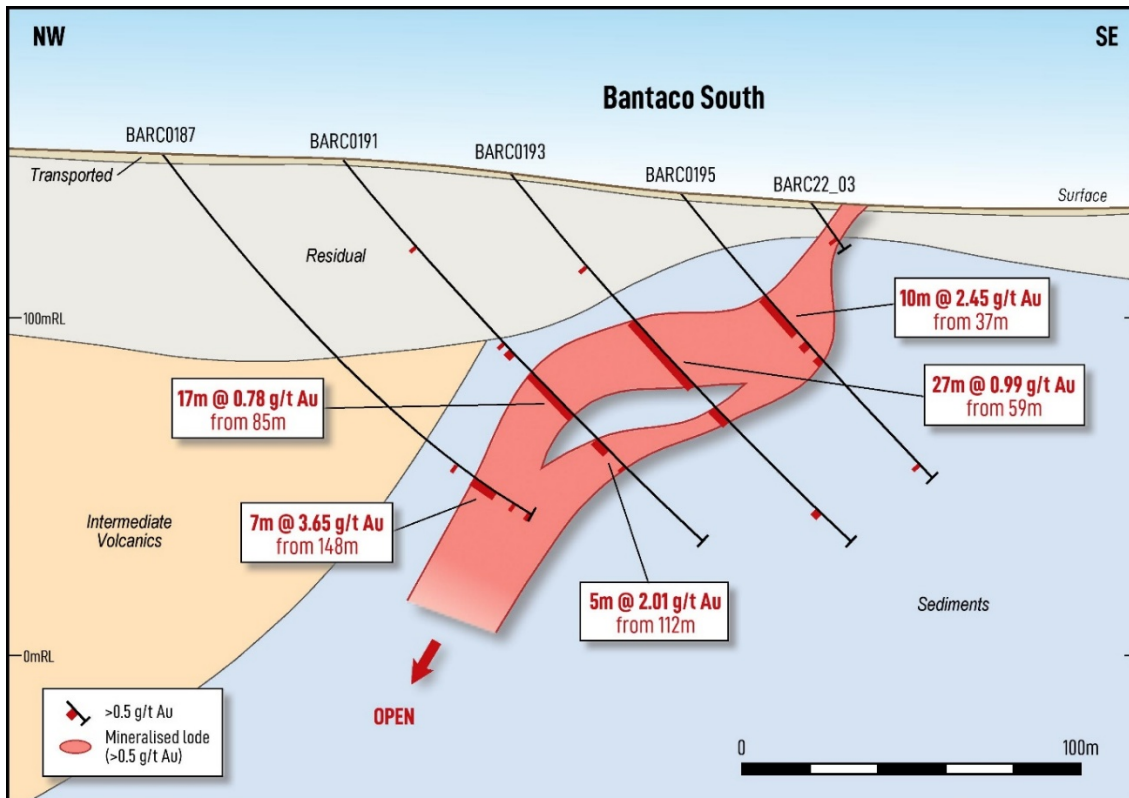 NW
SE
Bantaco South
BARC0187
BARC0191
BARC0193
BARC0195
BARC22_03
Transported
Surface
Residual
100mRL
10m @ 2.45 g/t Au
from 37m
27m @ 0.99 g/t Au
from 59m
17m @ 0.78 g/t Au
from 85m
7m @ 3.65 g/t Au
from 148m
5m @ 2.01 g/t Au
from 112m
Intermediate
Volcanics
Sediments
0mRL
OPEN
>0.5 g/t Au
Mineralised lode
(>0.5 g/t Au)
0
100m